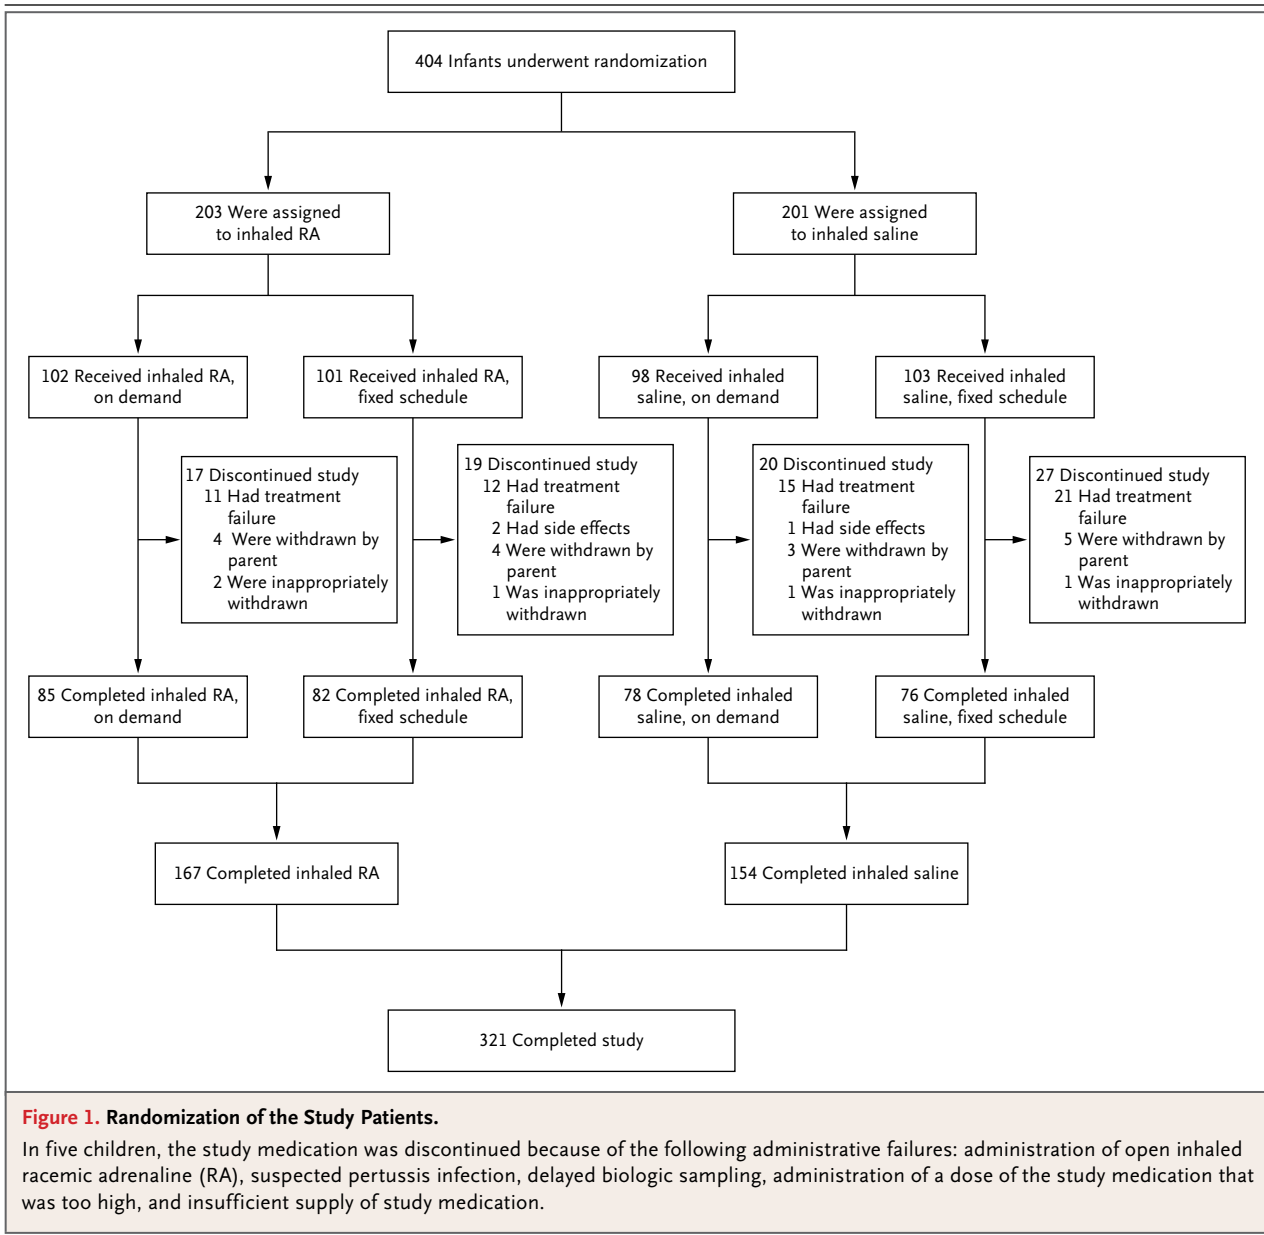 404 Infants underwent randomization
203 Were assigned
to inhaled RA
201 Were assigned
to inhaled saline
102 Received inhaled RA,
on demand
101 Received inhaled RA,
fixed schedule
98 Received inhaled
saline, on demand
103 Received inhaled
saline, fixed schedule
17 Discontinued study
11 Had treatment
failure
4 Were withdrawn by
parent
2 Were inappropriately
withdrawn
19 Discontinued study
12 Had treatment
failure
2 Had side effects
4 Were withdrawn by
parent
1 Was inappropriately
withdrawn
20 Discontinued study
15 Had treatment
failure
1 Had side effects
3 Were withdrawn by
parent
1 Was inappropriately
withdrawn
27 Discontinued study
21 Had treatment
failure
5 Were withdrawn by
parent
1 Was inappropriately
withdrawn
85 Completed inhaled RA,
on demand
82 Completed inhaled RA,
fixed schedule
78 Completed inhaled
saline, on demand
76 Completed inhaled
saline, fixed schedule
167 Completed inhaled RA
154 Completed inhaled saline
321 Completed study
Figure 1. Randomization of the Study Patients.
In five children, the study medication was discontinued because of the following administrative failures: administration of open inhaled
racemic adrenaline (RA), suspected pertussis infection, delayed biologic sampling, administration of a dose of the study medication that
was too high, and insufficient supply of study medication.